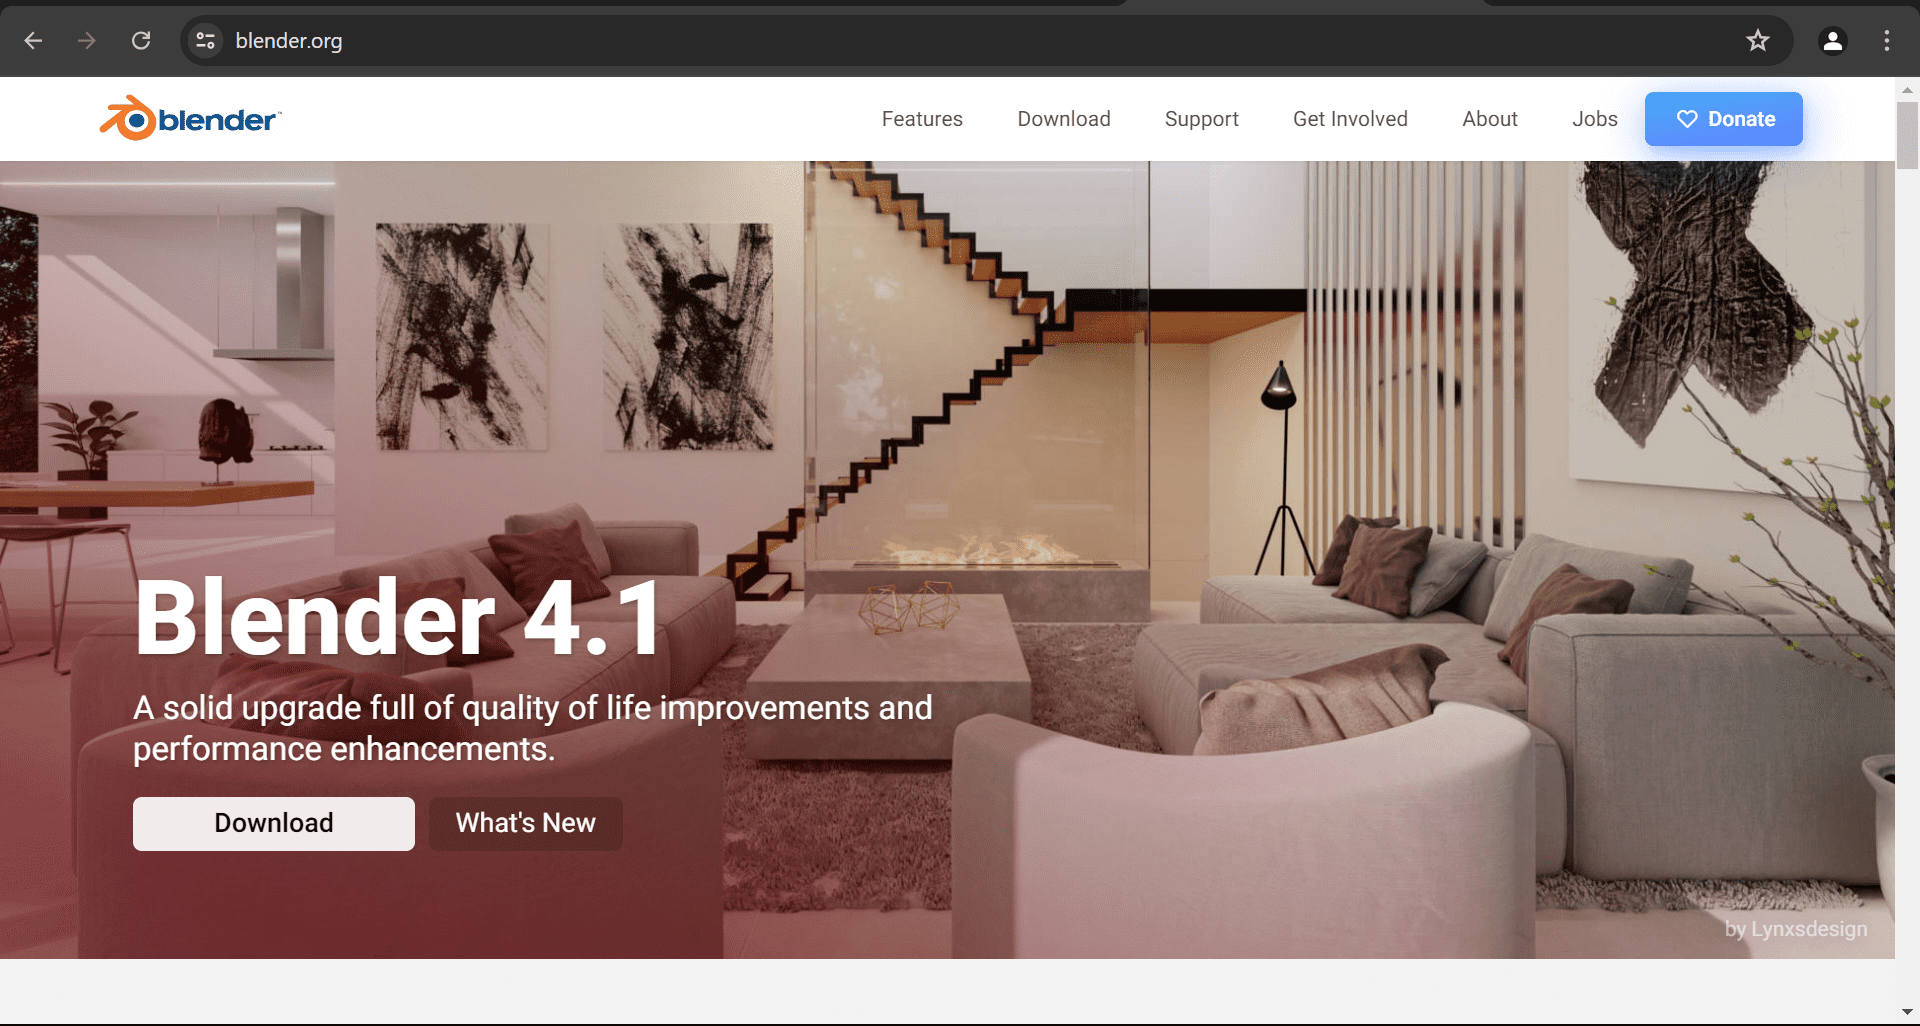 blender.org
blender™
Features Download Support Get Involved About Jobs Donate
Blender 4.1
A solid upgrade full of quality of life improvements and
performance enhancements.
Download What's New
by Lynxsdesign